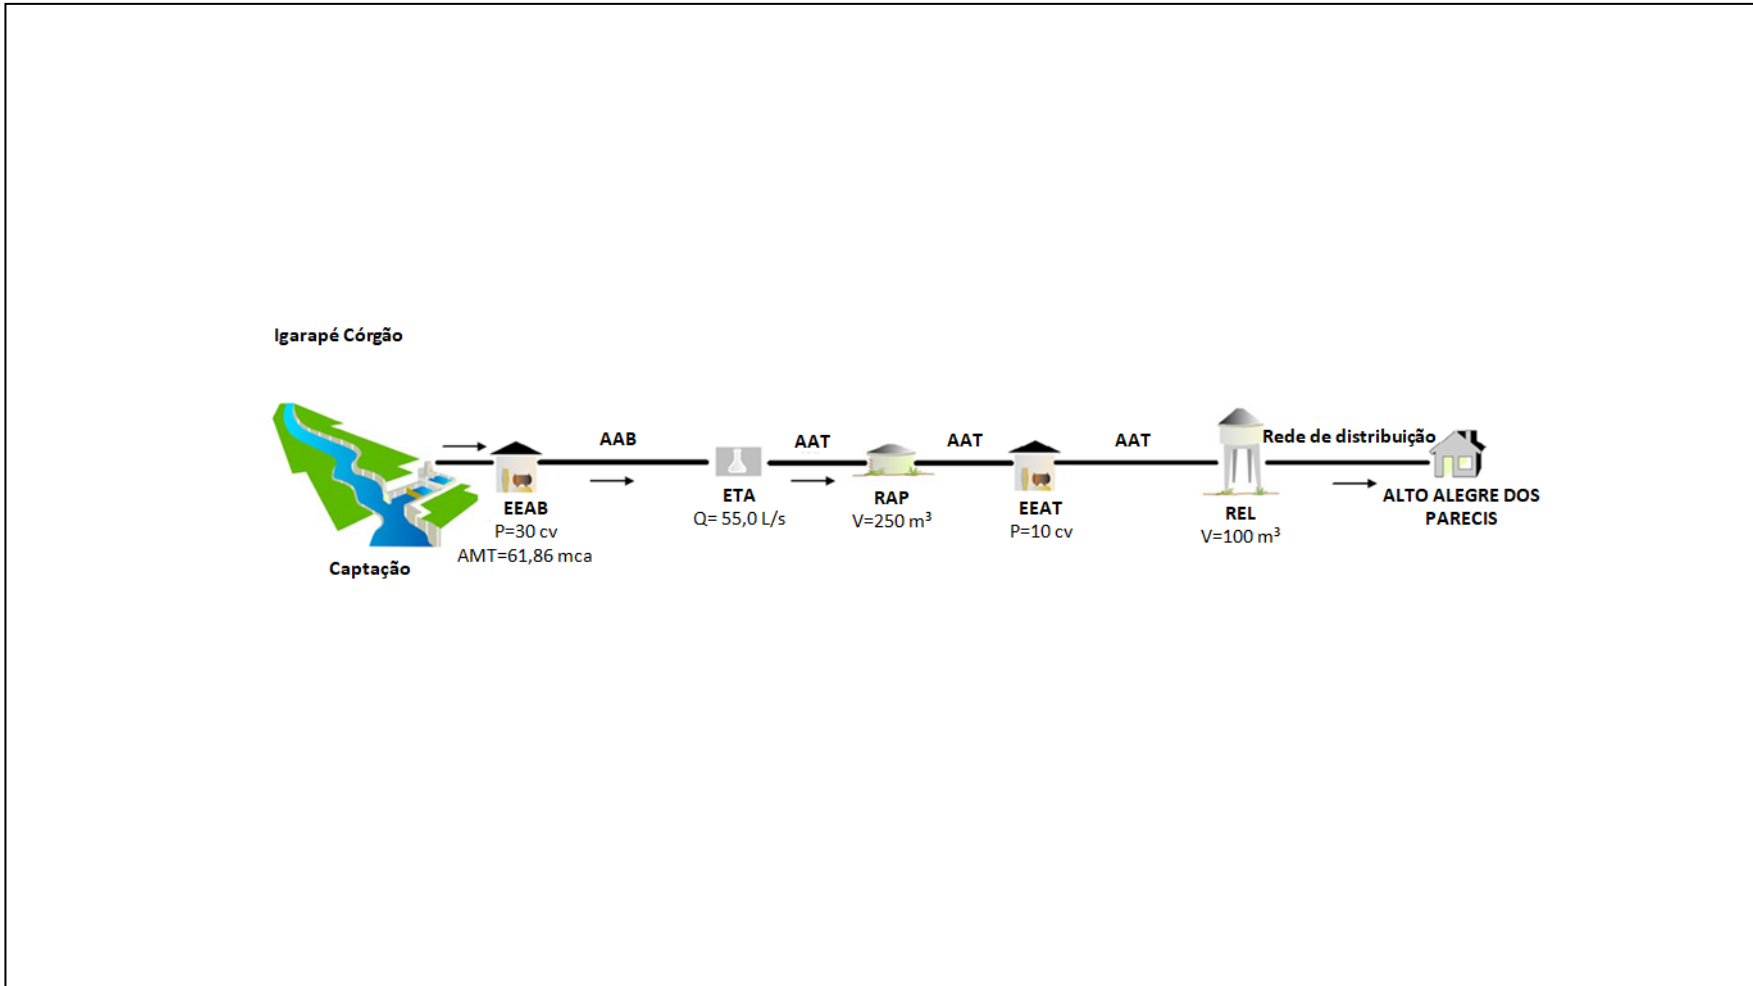 Igarapé Córgão
Captação
EEAB
P=30 cv
AMT=61,86 mca
AAB
ETA
Q= 55,0 L/s
AAT
RAP
V=250 m³
AAT
EEAT
P=10 cv
AAT
REL
V=100 m³
Rede de distribuição
ALTO ALEGRE DOS
PARECIS